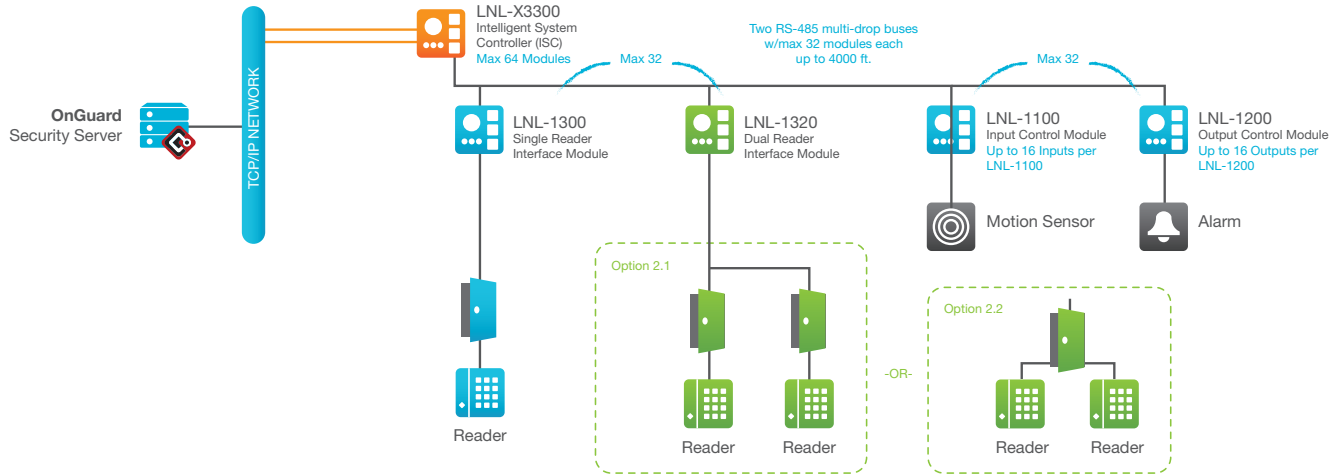 LNL-X3300
Intelligent System
Controller (ISC)
Max 64 Modules
Two RS-485 multi-drop buses
w/max 32 modules each
up to 4000 ft.
Max 32
Max 32
OnGuard
Security Server
TCP/IP NETWORK
LNL-1300
Single Reader
Interface Module
LNL-1320
Dual Reader
Interface Module
LNL-1100
Input Control Module
Up to 16 Inputs per
LNL-1100
LNL-1200
Output Control Module
Up to 16 Outputs per
LNL-1200
Motion Sensor
Alarm
Option 2.1
Option 2.2
-OR-
Reader
Reader
Reader
Reader
Reader